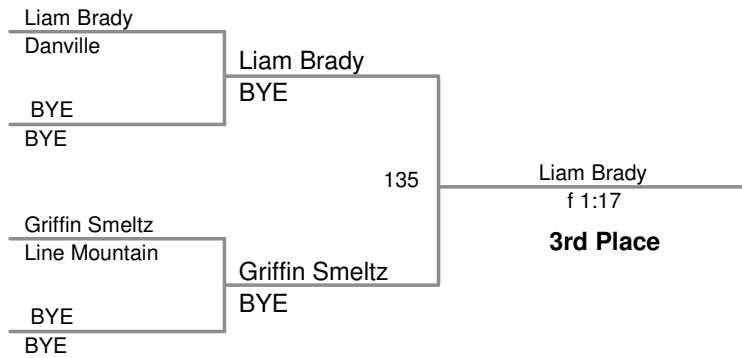 Liam Brady
Danville
Liam Brady
BYE
BYE
BYE
135
Liam Brady
f 1:17
3rd Place
Griffin Smeltz
Line Mountain
Griffin Smeltz
BYE
BYE
BYE